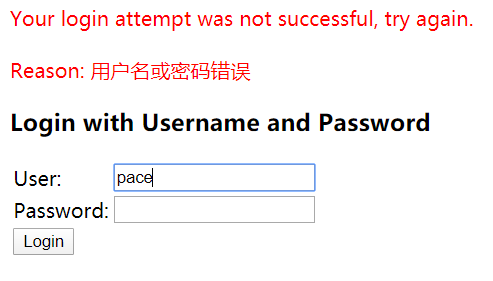 Your login attempt was not successful, try again.
Reason: 用户名或密码错误
Login with Username and Password
User: pace
Password:
Login